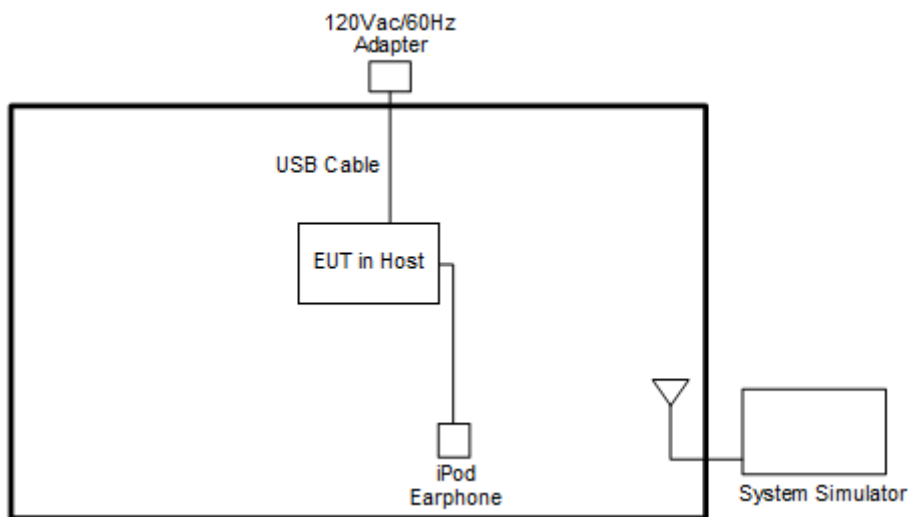 120Vac/60Hz
Adapter
USB Cable
EUT in Host
iPod
Earphone
System Simulator